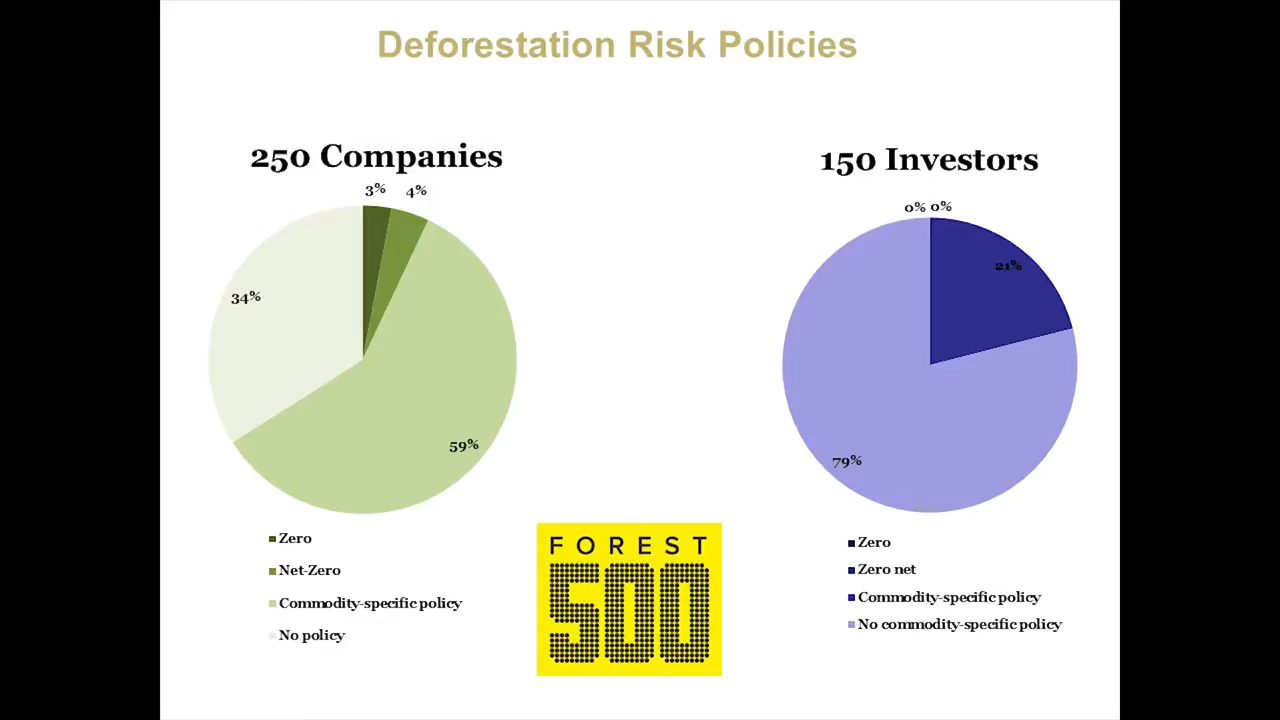 Deforestation Risk Policies
250 Companies
3%
4%
34%
59%
Zero
Net-Zero
Commodity-specific policy
No policy
150 Investors
0% 0%
21%
79%
Zero
Zero net
Commodity-specific policy
No commodity-specific policy
FOREST
500